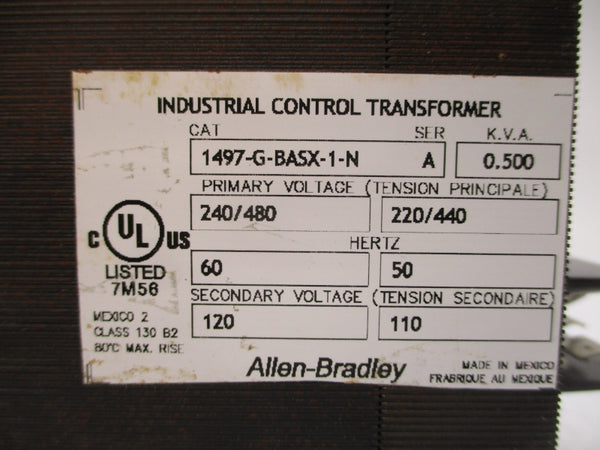 INDUSTRIAL CONTROL TRANSFORMER
CAT SER K.V.A.
1497-G-BASX-1-N A 0.500
PRIMARY VOLTAGE (TENSION PRINCIPALE)
240/480 220/440
HERTZ
60 50
SECONDARY VOLTAGE (TENSION SECONDAIRE)
120 110
C UL US
LISTED
7M56
MEXICO 2
CLASS 130 B2
80°C MAX. RISE
Allen-Bradley
MADE IN MEXICO
FRABRIQUE AU MEXIQUE